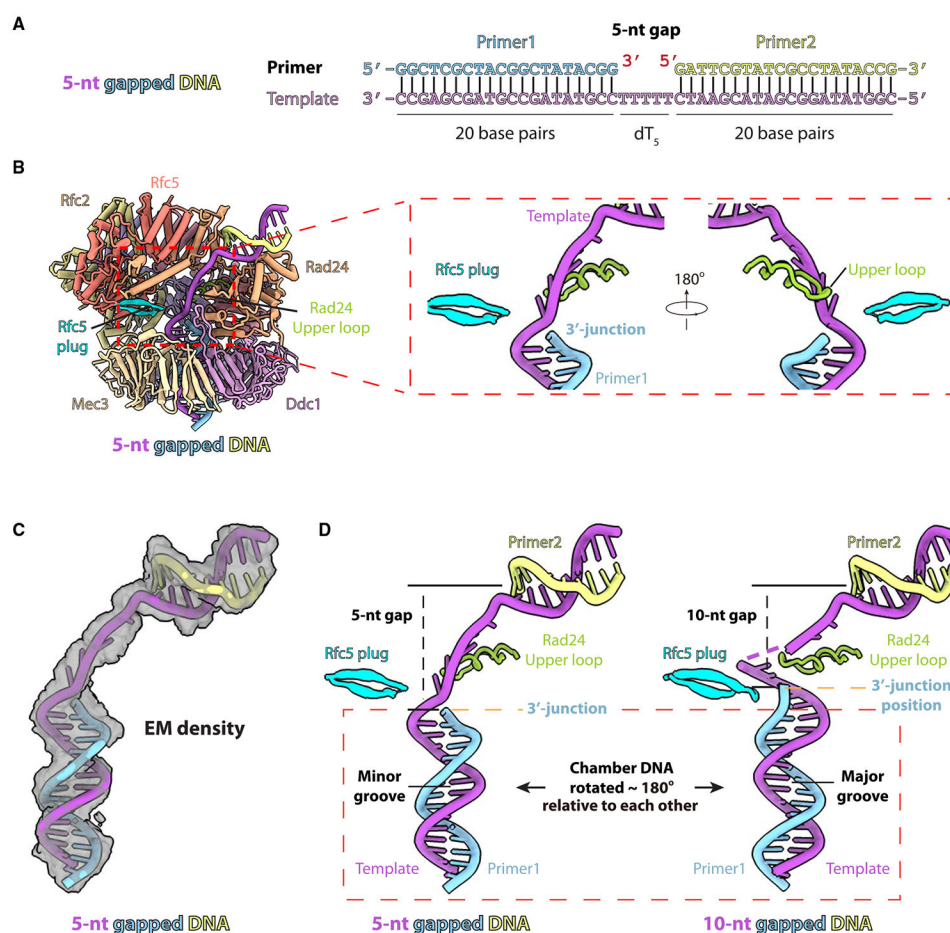 A
5-nt gapped DNA
Primer1
5-nt gap
Primer2
Primer
5′ -GGCTCGCTACGGCTATACGG
3′ 5′
GATTCGTATCGCCTATACCG-3′
Template
3′ -CCGAGCGATGCCGATATGCCTTTTTCTAAGCATAGCGGATATGGC-5′
20 base pairs
dT5
20 base pairs
B
Rfc2
Rfc5
Rad24
Rad24
Upper loop
Rfc5
plug
Mec3
Ddc1
5-nt gapped DNA
Template
Rfc5 plug
3′-junction
Primer1
180°
Upper loop
Rfc5 plug
C
EM density
5-nt gapped DNA
D
Primer2
5-nt gap
Rad24
Upper loop
Rfc5 plug
3′-junction
Minor
groove
Template
Primer1
5-nt gapped DNA
Chamber DNA
rotated ~ 180°
relative to each other
Primer2
10-nt gap
Rad24
Upper loop
Rfc5 plug
3′-junction
position
Major
groove
Primer1
Template
10-nt gapped DNA